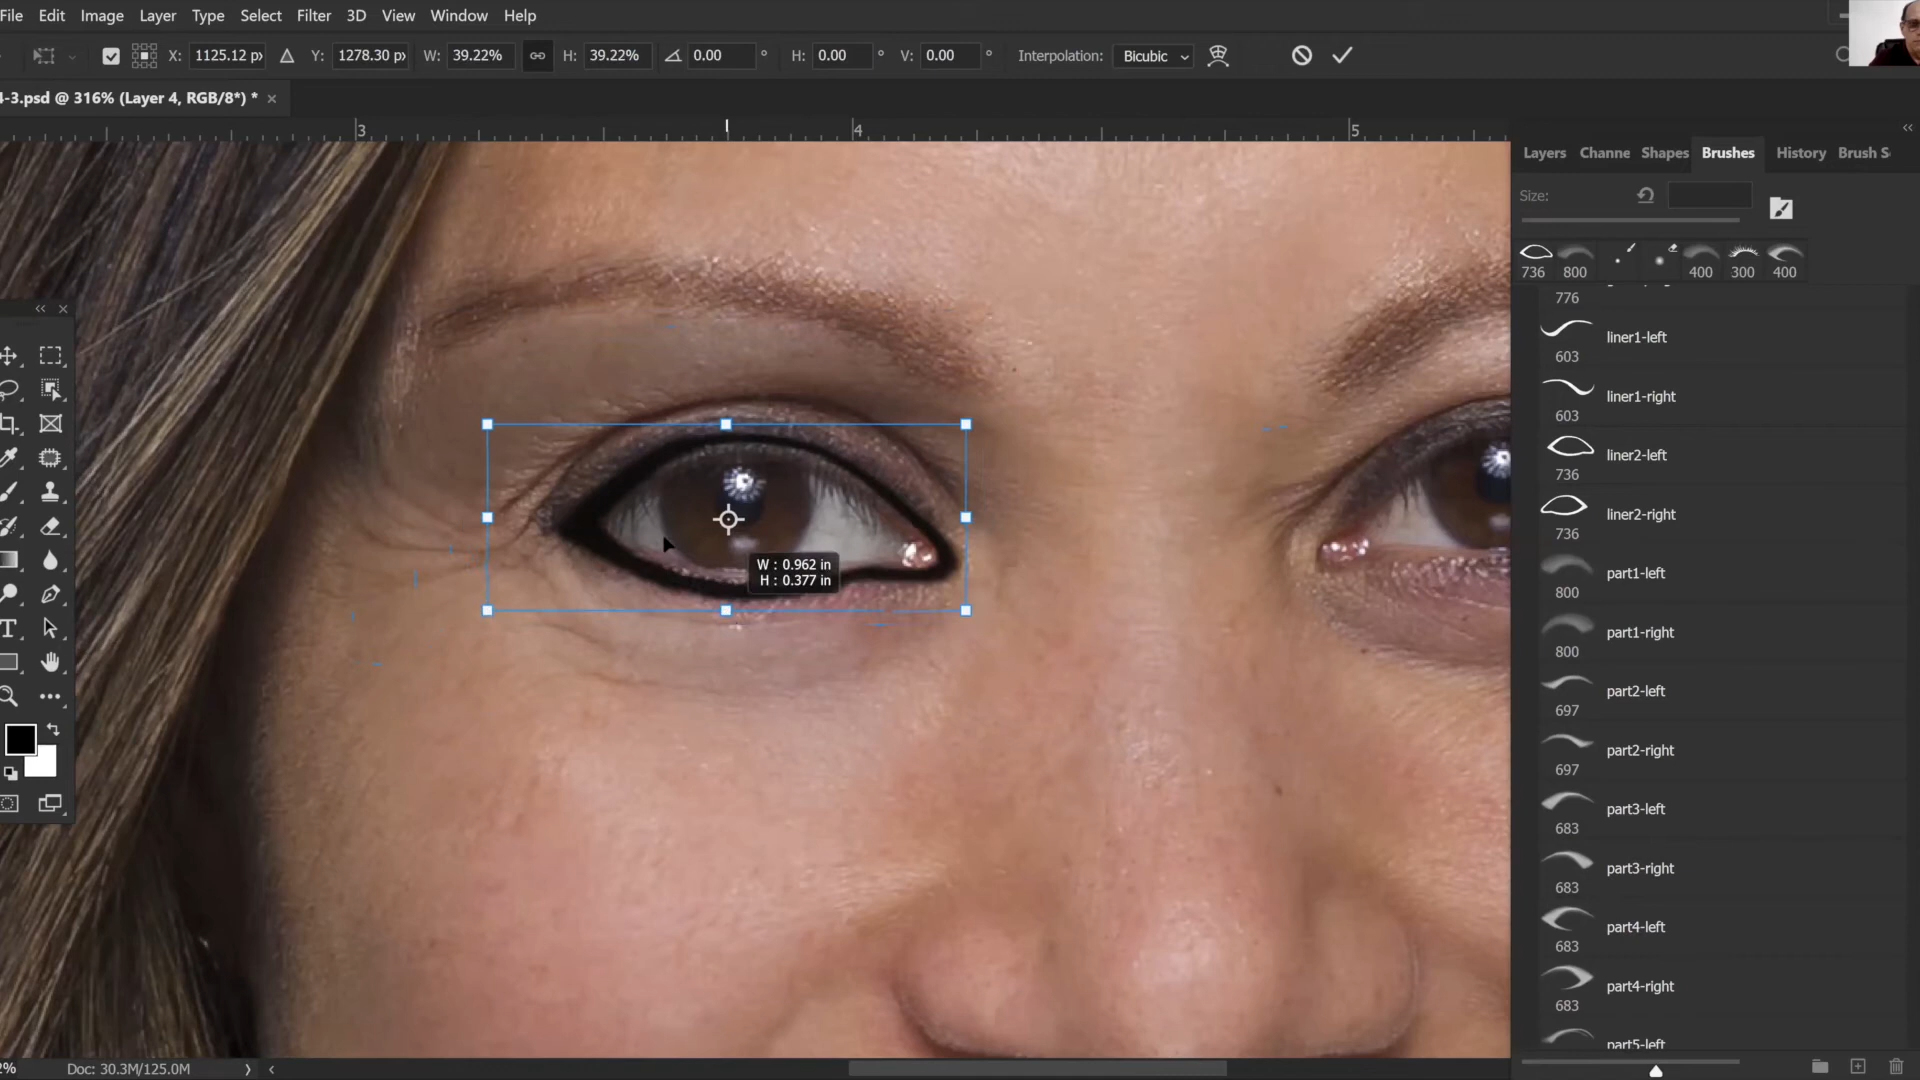 File Edit Image Layer Type Select Filter 3D View Window Help
X: 1125.12 px Y: 1278.30 px W: 39.22% H: 39.22% 0.00 ° H: 0.00 ° V: 0.00 ° Interpolation: Bicubic
4-3.psd @ 316% (Layer 4, RGB/8*) * ×
3 4 5
Layers Channe Shapes Brushes History Brush S
Size:
736 800 400 300 400
776
liner1-left
603
liner1-right
603
liner2-left
736
liner2-right
736
part1-left
800
part1-right
800
part2-left
697
part2-right
697
part3-left
683
part3-right
683
part4-left
683
part4-right
683
part5-left
W : 0.962 in
H : 0.377 in
2% Doc: 30.3M/125.0M